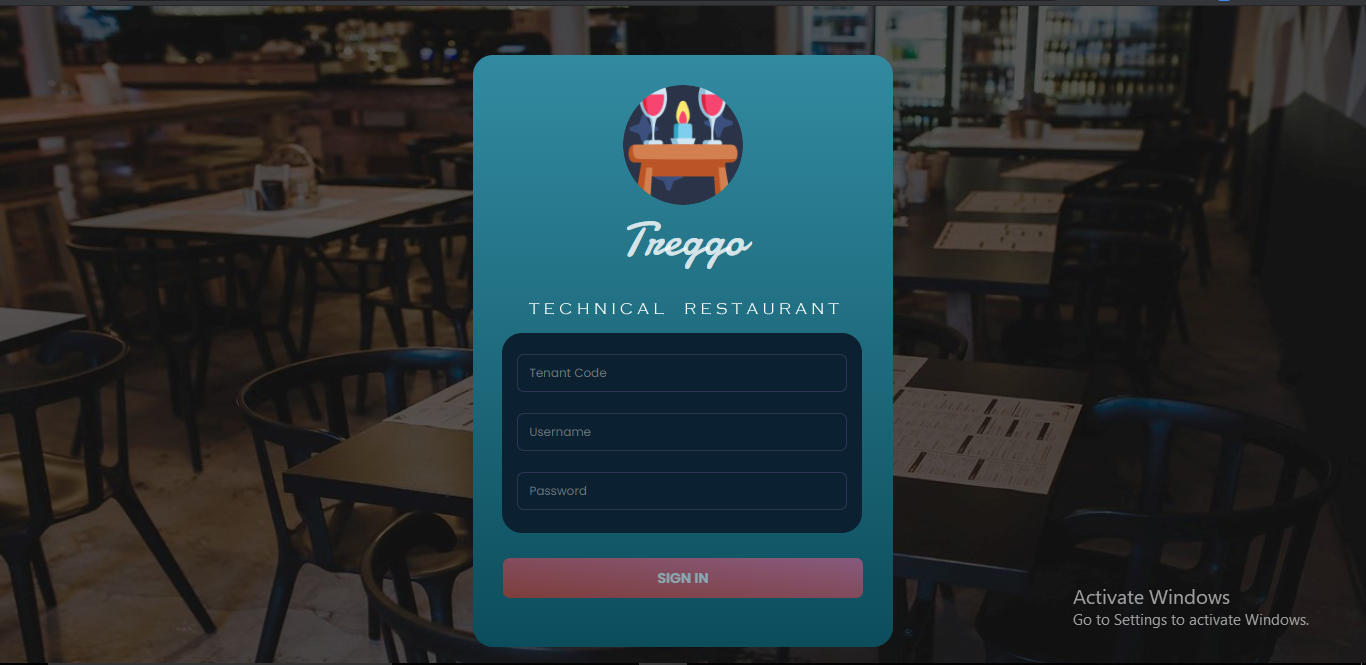 Treggo
TECHNICAL RESTAURANT
Tenant Code
Username
Password
SIGN IN
Activate Windows
Go to Settings to activate Windows.